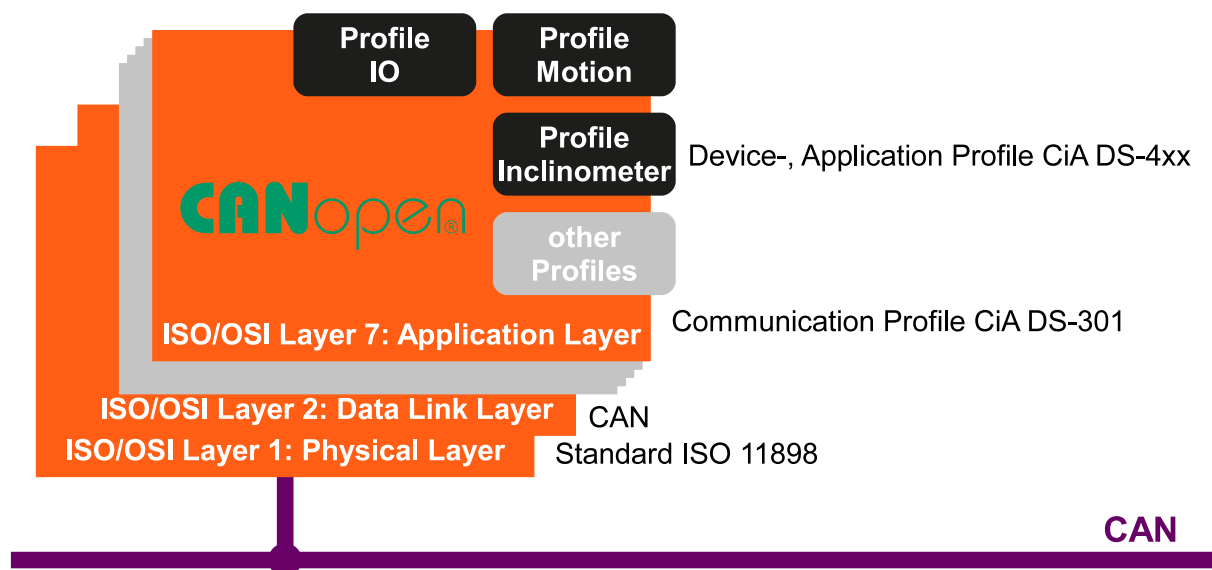 Profile
IO
Profile
Motion
Profile
Inclinometer
Device-, Application Profile CiA DS-4xx
CANopen®
other
Profiles
ISO/OSI Layer 7: Application Layer
Communication Profile CiA DS-301
ISO/OSI Layer 2: Data Link Layer
CAN
ISO/OSI Layer 1: Physical Layer
Standard ISO 11898
CAN